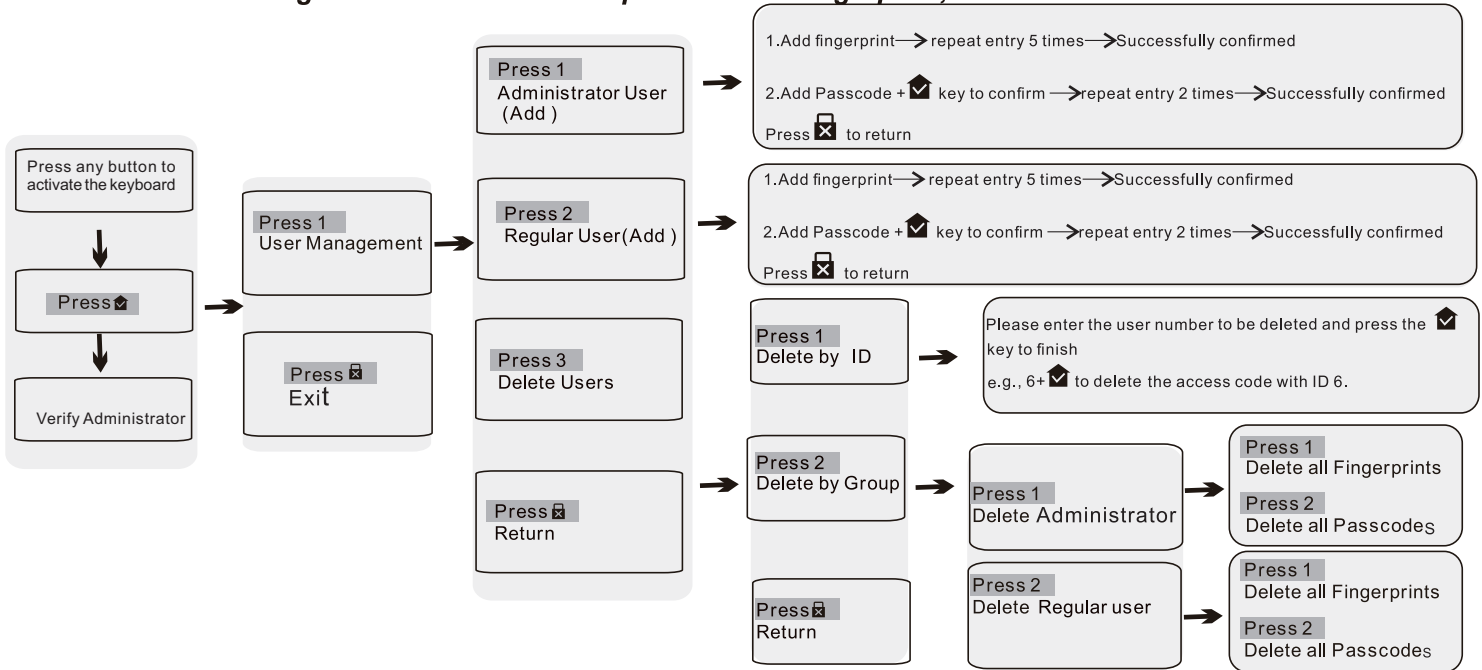 Press any button to
activate the keyboard
Press
Verify Administrator
Press 1
User Management
Press
Exit
Press 1
Administrator User
(Add )
Press 2
Regular User(Add )
Press 3
Delete Users
Press
Return
1.Add fingerprint repeat entry 5 times Successfully confirmed
2.Add Passcode + key to confirm repeat entry 2 times Successfully confirmed
Press to return
1.Add fingerprint repeat entry 5 times Successfully confirmed
2.Add Passcode + key to confirm repeat entry 2 times Successfully confirmed
Press to return
Press 1
Delete by ID
Please enter the user number to be deleted and press the
key to finish
e.g., 6+ to delete the access code with ID 6.
Press 2
Delete by Group
Press
Return
Press 1
Delete Administrator
Press 2
Delete Regular user
Press 1
Delete all Fingerprints
Press 2
Delete all Passcodes
Press 1
Delete all Fingerprints
Press 2
Delete all Passcodes